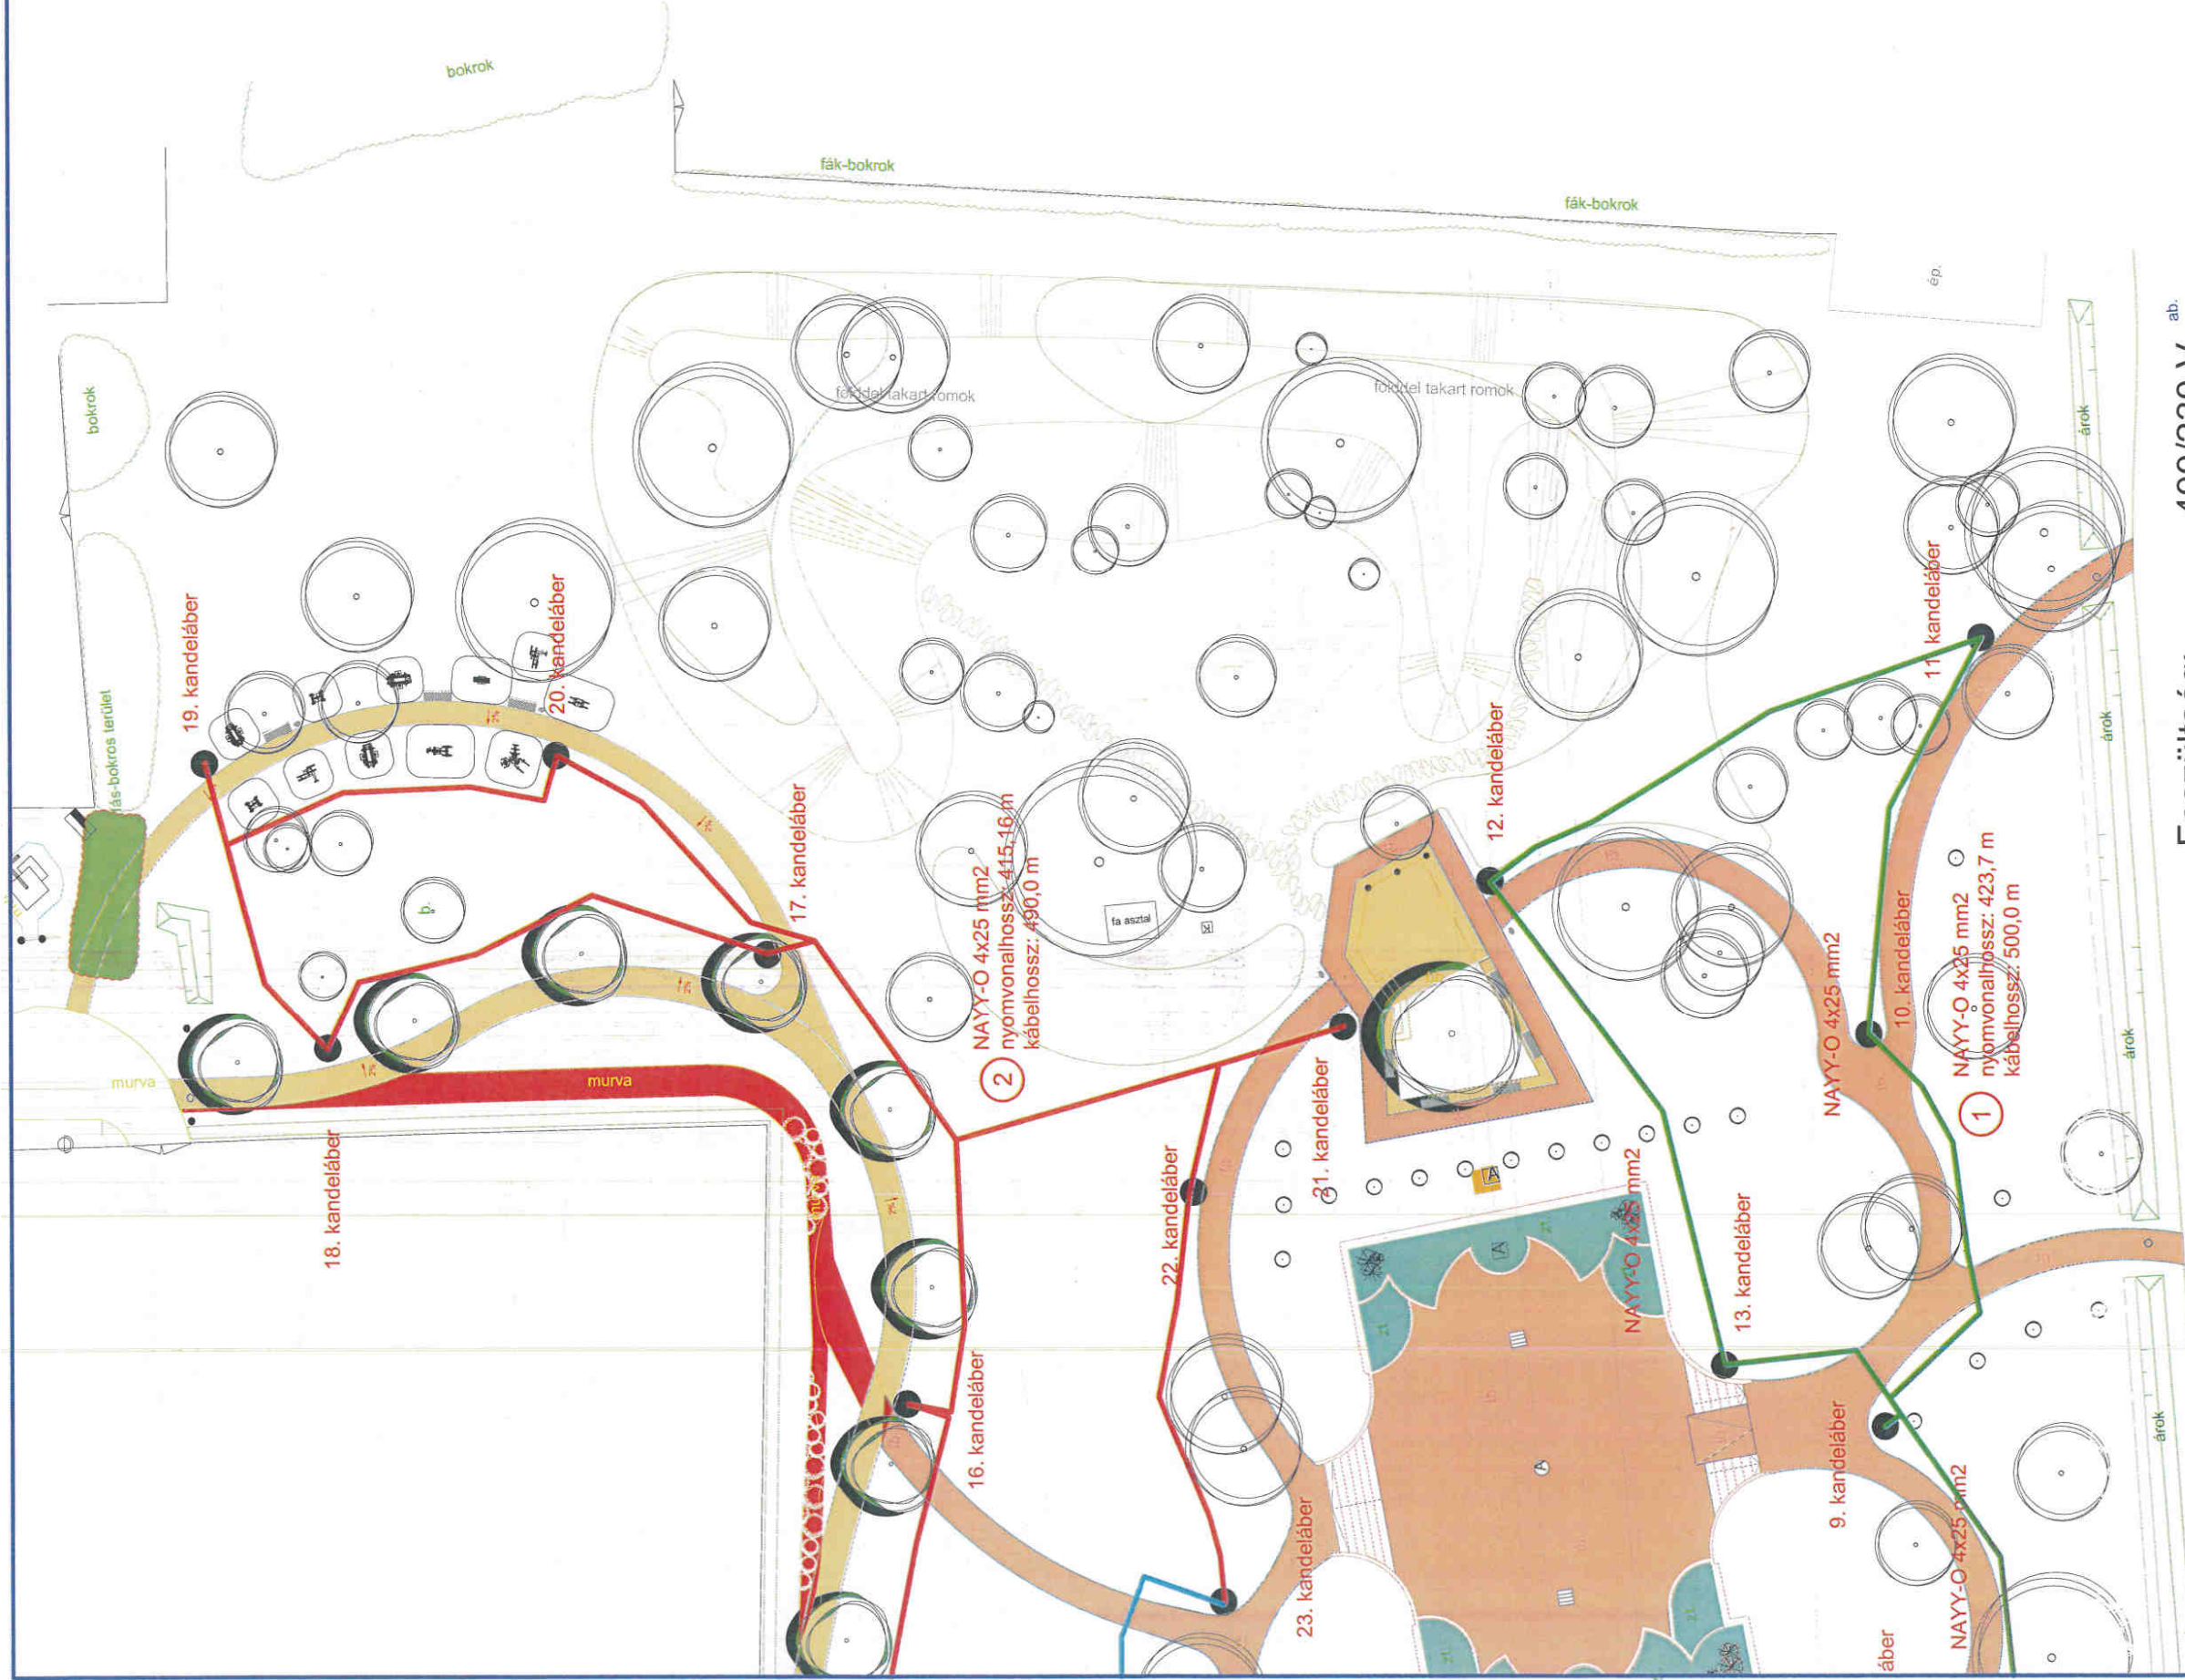 bokrok
fák-bokrok
fák-bokrok
ép.
bokrok
földdel takart romok
földdel takart romok
árok
ab.
19. kandeláber
20. kandeláber
11 kandeláber
fás-bokros terület
árok
12. kandeláber
17. kandeláber
b.
fa asztal
K
2
NAYY-O 4x25 mm2
nyomvonalhossz: 415,16 m
kábelhossz: 490,0 m
10. kandeláber
NAYY-O 4x25 mm2
1
NAYY-O 4x25 mm2
nyomvonalhossz: 423,7 m
kábelhossz: 500,0 m
árok
murva
murva
18. kandeláber
21. kandeláber
22. kandeláber
A
A
NAYY-O 4x25 mm2
13. kandeláber
16. kandeláber
23. kandeláber
A
9. kandeláber
NAYY-O 4x25 mm2
árok
áber